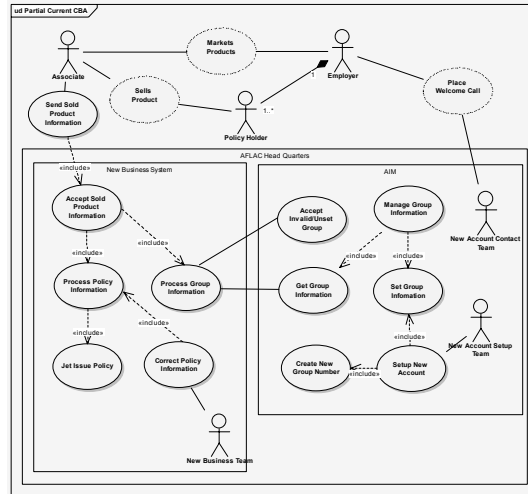 ud Partial Current CBA
Markets
Products
Associate
Employer
Sells
Product
Place
Welcome Call
Send Sold
Product
Information
1
1..*
Policy Holder
«include»
AFLAC Head Quarters
New Business System
AIM
Accept Sold
Product
Information
Accept
Invalid/Unset
Group
Manage Group
Information
New Account Contact
Team
«include»
«include»
«include»
«include»
Process Policy
Information
Process Group
Information
Get Group
Information
Set Group
Infomation
«include»
«include»
«include»
New Account Setup
Team
Jet Issue Policy
Correct Policy
Information
Create New
Group Number
«include»
Setup New
Account
New Business Team